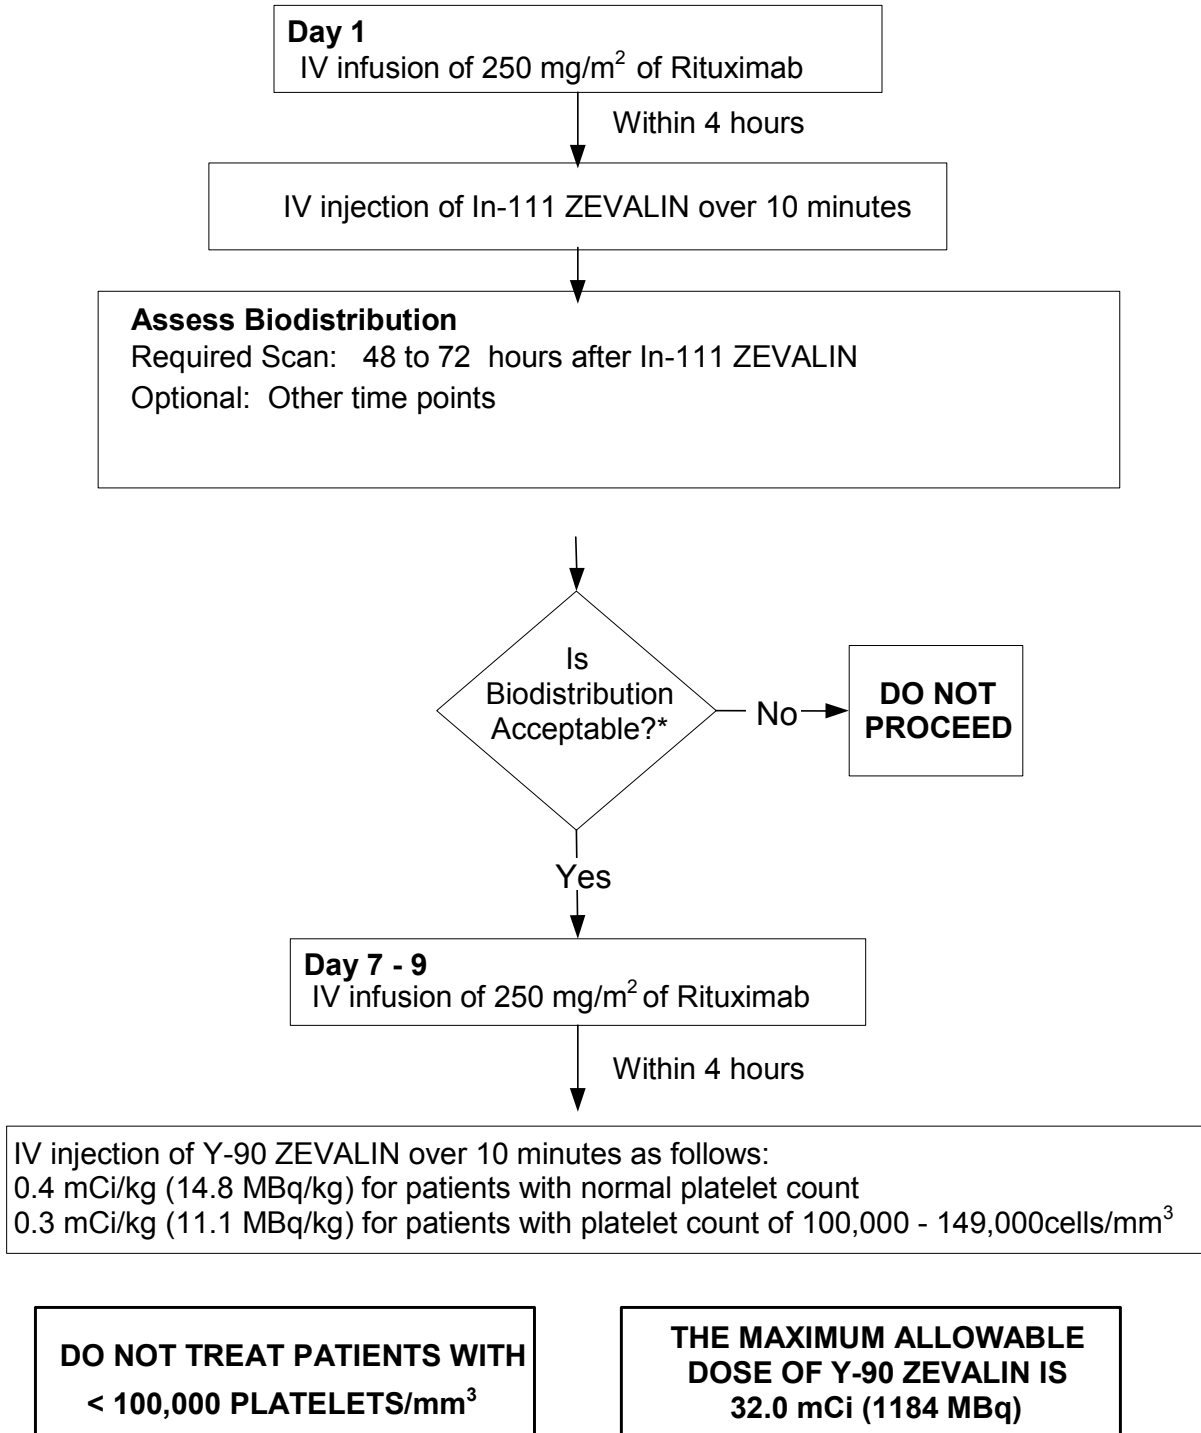 Day 1
IV infusion of 250 mg/m² of Rituximab
Within 4 hours
IV injection of In-111 ZEVALIN over 10 minutes
Assess Biodistribution
Required Scan: 48 to 72 hours after In-111 ZEVALIN
Optional: Other time points
Is
Biodistribution
Acceptable?*
No
DO NOT
PROCEED
Yes
Day 7 - 9
IV infusion of 250 mg/m² of Rituximab
Within 4 hours
IV injection of Y-90 ZEVALIN over 10 minutes as follows:
0.4 mCi/kg (14.8 MBq/kg) for patients with normal platelet count
0.3 mCi/kg (11.1 MBq/kg) for patients with platelet count of 100,000 - 149,000cells/mm³
DO NOT TREAT PATIENTS WITH
< 100,000 PLATELETS/mm³
THE MAXIMUM ALLOWABLE
DOSE OF Y-90 ZEVALIN IS
32.0 mCi (1184 MBq)